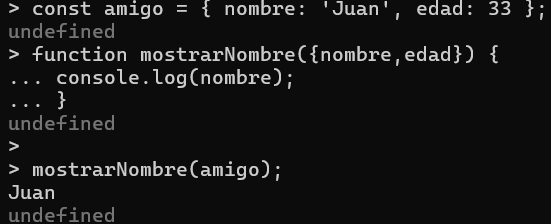 > const amigo = { nombre: 'Juan', edad: 33 };
undefined
> function mostrarNombre({nombre,edad}) {
... console.log(nombre);
... }
undefined
>
> mostrarNombre(amigo);
Juan
undefined